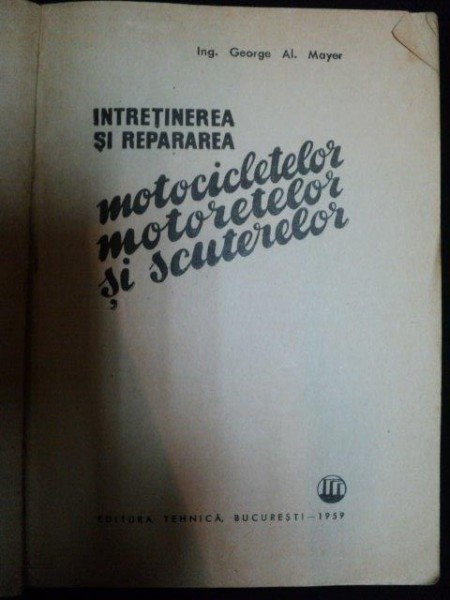 Ing. George Al. Mayer
INTREȚINEREA
ȘI REPARAREA
motocicletelor
motoretelor
și scuterelor
EDITURA TEHNICĂ, BUCUREȘTI — 1959